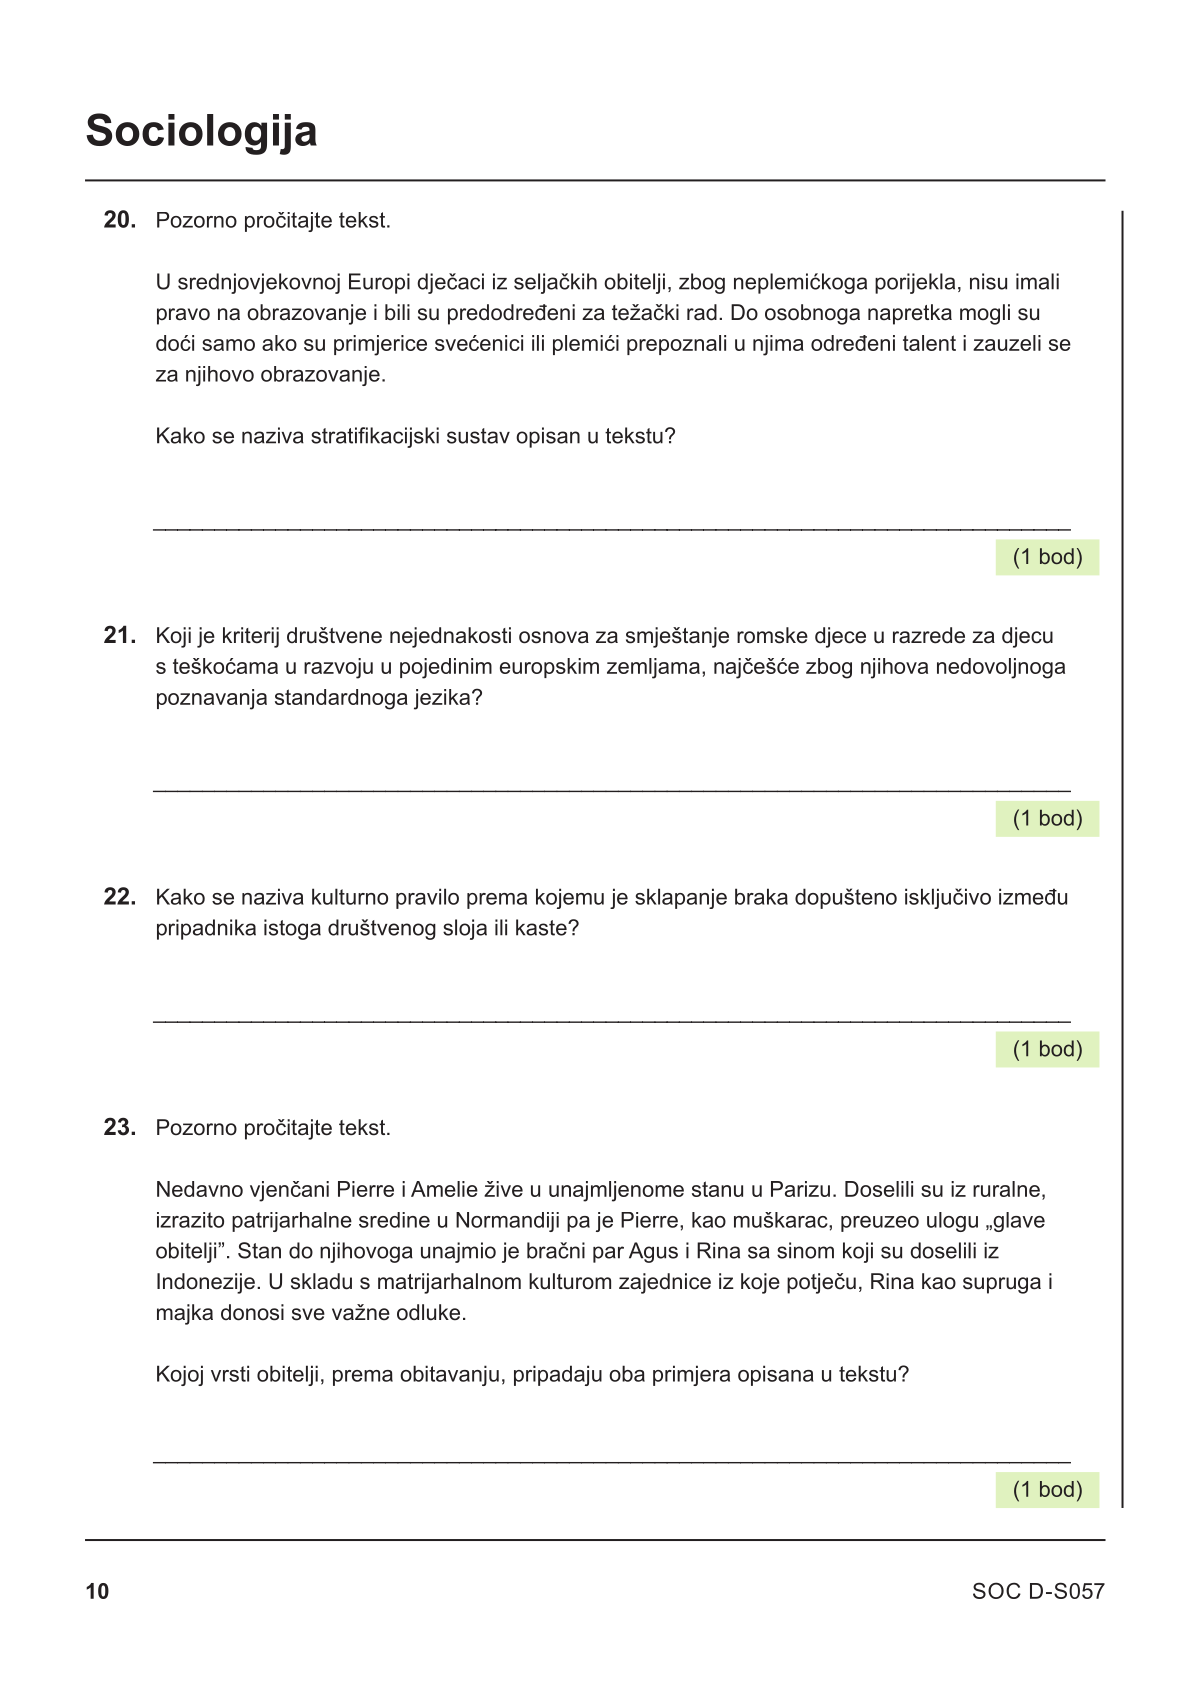 Sociologija
20. Pozorno pročitajte tekst.
U srednjovjekovnoj Europi dječaci iz seljačkih obitelji, zbog neplemićkoga porijekla, nisu imali
pravo na obrazovanje i bili su predodređeni za težački rad. Do osobnoga napretka mogli su
doći samo ako su primjerice svećenici ili plemići prepoznali u njima određeni talent i zauzeli se
za njihovo obrazovanje.
Kako se naziva stratifikacijski sustav opisan u tekstu?
(1 bod)
21. Koji je kriterij društvene nejednakosti osnova za smještanje romske djece u razrede za djecu
s teškoćama u razvoju u pojedinim europskim zemljama, najčešće zbog njihova nedovoljnoga
poznavanja standardnoga jezika?
(1 bod)
22. Kako se naziva kulturno pravilo prema kojemu je sklapanje braka dopušteno isključivo između
pripadnika istoga društvenog sloja ili kaste?
(1 bod)
23. Pozorno pročitajte tekst.
Nedavno vjenčani Pierre i Amelie žive u unajmljenome stanu u Parizu. Doselili su iz ruralne,
izrazito patrijarhalne sredine u Normandiji pa je Pierre, kao muškarac, preuzeo ulogu „glave
obitelji”. Stan do njihovoga unajmio je bračni par Agus i Rina sa sinom koji su doselili iz
Indonezije. U skladu s matrijarhalnom kulturom zajednice iz koje potječu, Rina kao supruga i
majka donosi sve važne odluke.
Kojoj vrsti obitelji, prema obitavanju, pripadaju oba primjera opisana u tekstu?
(1 bod)
10
SOC D-S057